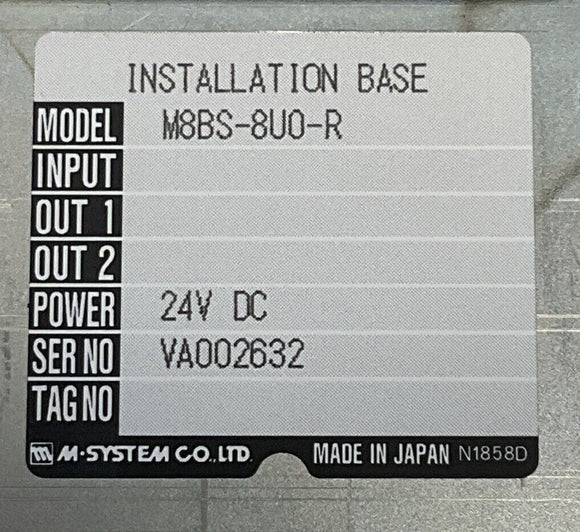 INSTALLATION BASE
MODEL M8BS-8U0-R
INPUT
OUT 1
OUT 2
POWER 24V DC
SER NO VA002632
TAG NO
M·SYSTEM CO.,LTD. MADE IN JAPAN N1858D